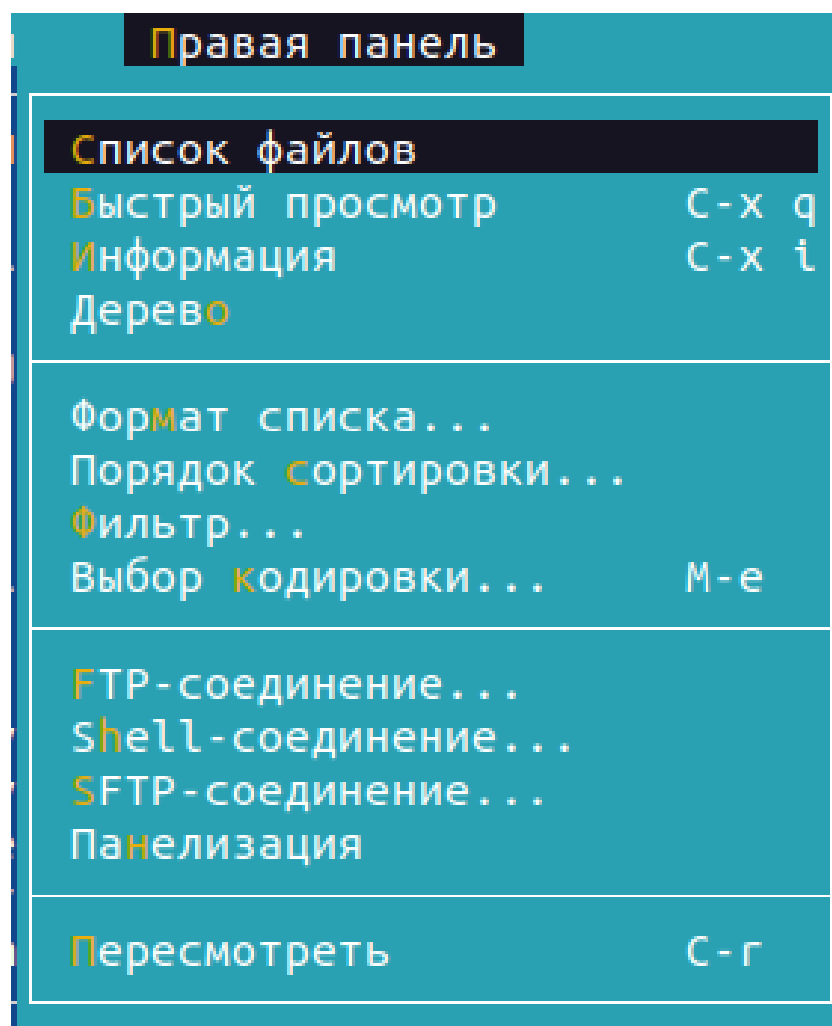 Правая панель
Список файлов
Быстрый просмотр C-x q
Информация C-x i
Дерево
Формат списка...
Порядок сортировки...
Фильтр...
Выбор кодировки... M-e
FTP-соединение...
Shell-соединение...
SFTP-соединение...
Панелизация
Пересмотреть C-r